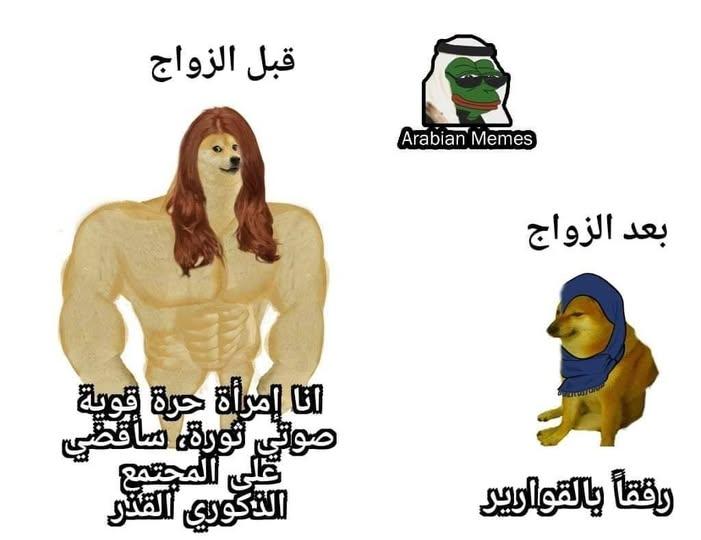 قبل الزواج
Arabian Memes
بعد الزواج
انا إمرأة حرة قوية
صوتي ثورة، سأقضي
على المجتمع
الذكوري القذر
رفقاً بالقوارير